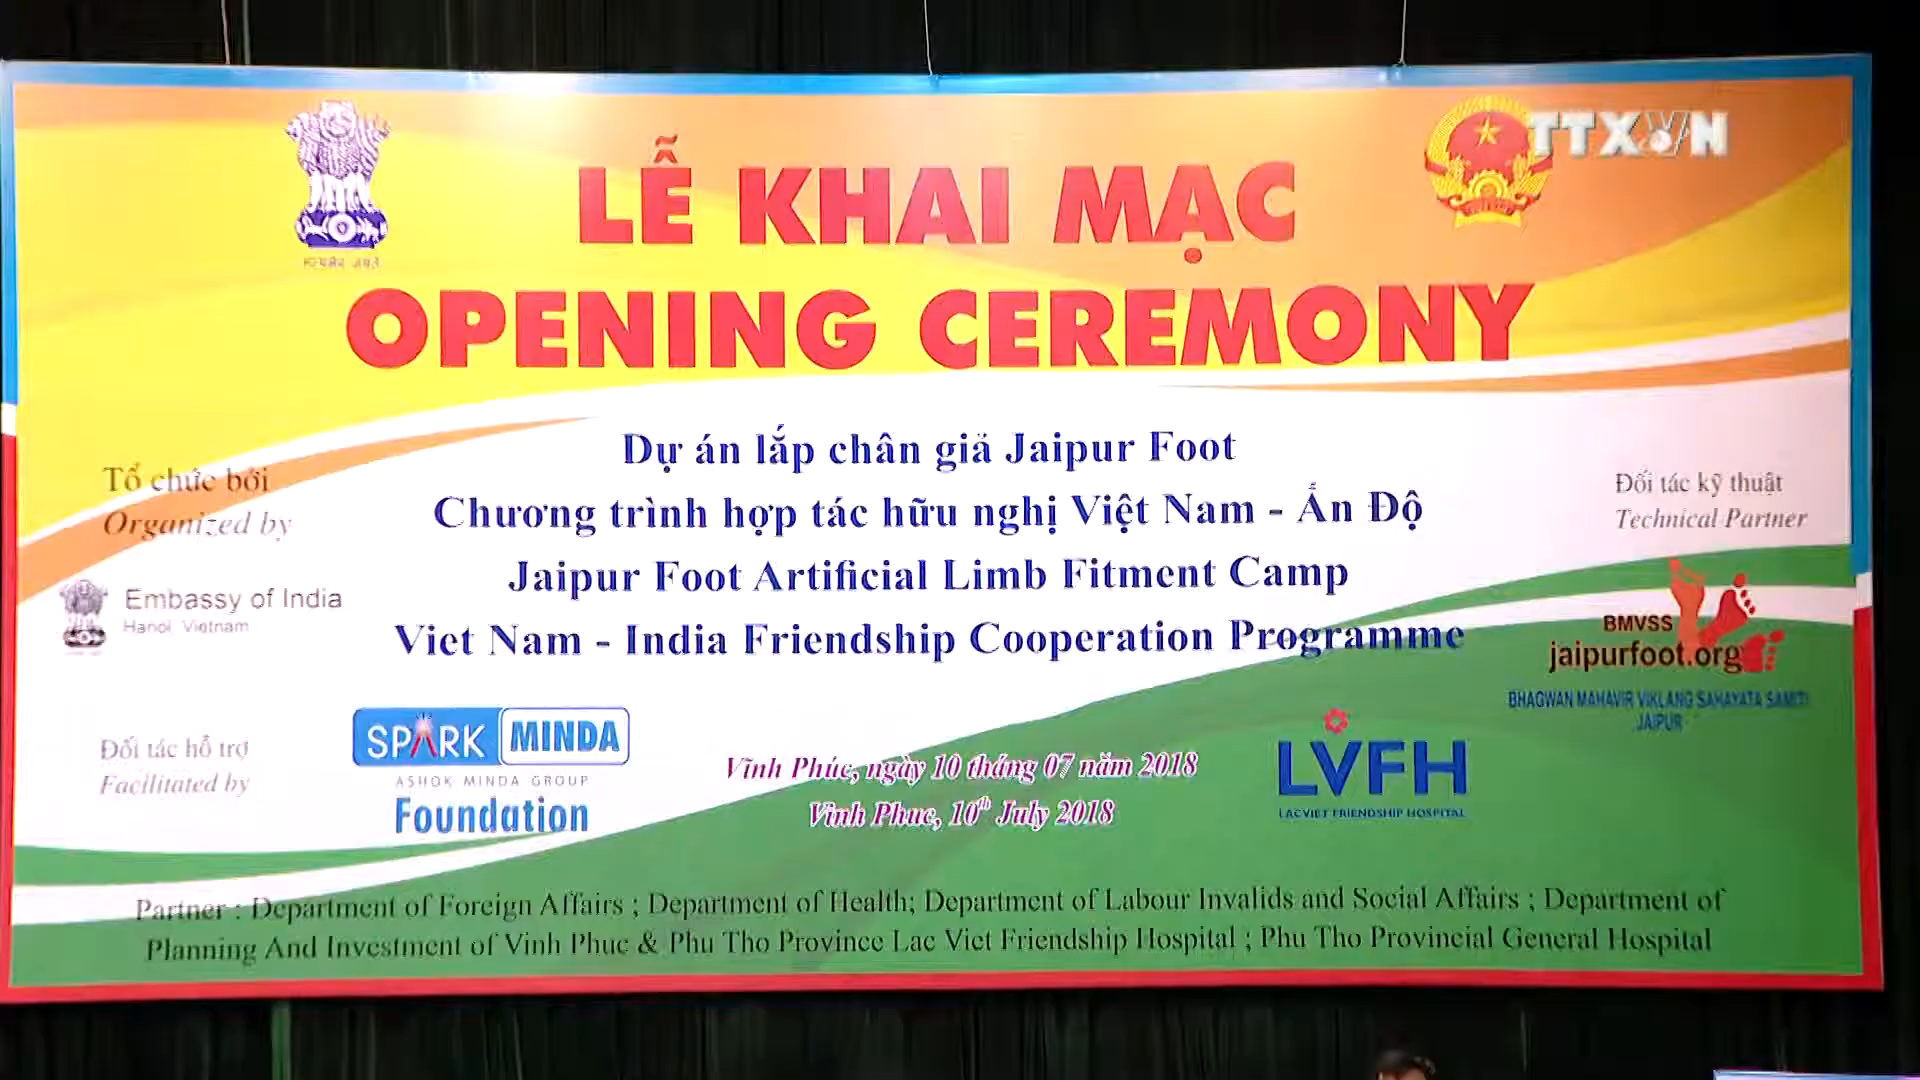 TTXVN
सत्यमेव जयते
LỄ KHAI MẠC
OPENING CEREMONY
Dự án lắp chân giả Jaipur Foot
Chương trình hợp tác hữu nghị Việt Nam - Ấn Độ
Jaipur Foot Artificial Limb Fitment Camp
Viet Nam - India Friendship Cooperation Programme
Tổ chức bởi
Organized by
Embassy of India
Hanoi, Vietnam
Đối tác kỹ thuật
Technical Partner
BMVSS
jaipurfoot.org
BHAGWAN MAHAVIR VIKLANG SAHAYATA SAMITI
JAIPUR
Đối tác hỗ trợ
Facilitated by
SPARK MINDA
ASHOK MINDA GROUP
Foundation
Vĩnh Phúc, ngày 10 tháng 07 năm 2018
Vinh Phuc, 10th July 2018
LVFH
LACVIET FRIENDSHIP HOSPITAL
Partner : Department of Foreign Affairs ; Department of Health; Department of Labour Invalids and Social Affairs ; Department of
Planning And Investment of Vinh Phuc & Phu Tho Province Lac Viet Friendship Hospital ; Phu Tho Provincial General Hospital